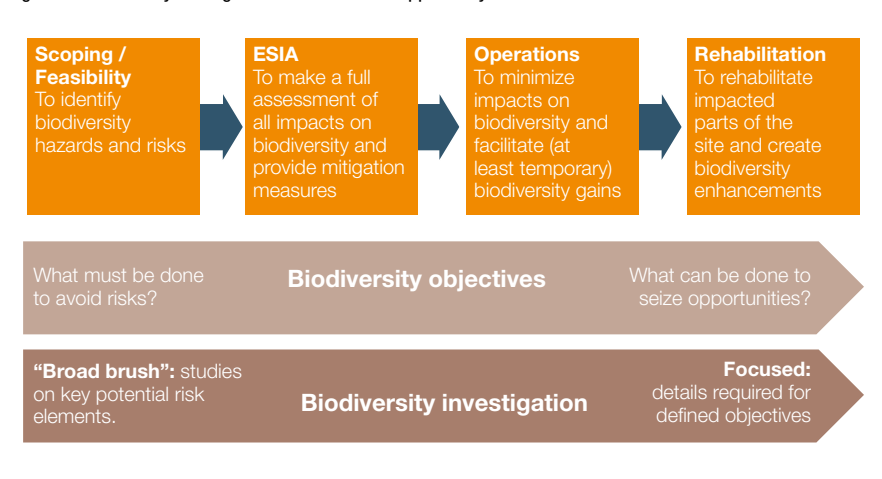 Scoping /
Feasibility
To identify
biodiversity
hazards and risks
ESIA
To make a full
assessment of
all impacts on
biodiversity and
provide mitigation
measures
Operations
To minimize
impacts on
biodiversity and
facilitate (at
least temporary)
biodiversity gains
Rehabilitation
To rehabilitate
impacted
parts of the
site and create
biodiversity
enhancements
What must be done
to avoid risks?
Biodiversity objectives
What can be done to
seize opportunities?
“Broad brush”: studies
on key potential risk
elements.
Biodiversity investigation
Focused:
details required for
defined objectives